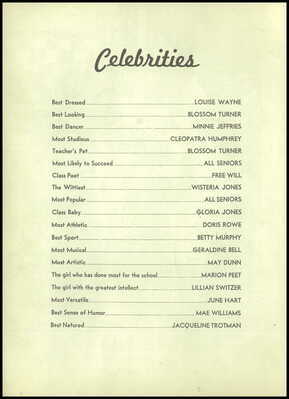 Celebrities
Best Dressed LOUISE WAYNE
Best Looking BLOSSOM TURNER
Best Dancer MINNIE JEFFRIES
Most Studious CLEOPATRA HUMPHREY
Teacher's Pet BLOSSOM TURNER
Most Likely to Succeed ALL SENIORS
Class Poet FREE WILL
The Wittiest WISTERIA JONES
Most Popular ALL SENIORS
Class Baby GLORIA JONES
Most Athletic DORIS ROWE
Best Sport BETTY MURPHY
Most Musical GERALDINE BELL
Most Artistic MAY DUNN
The girl who has done most for the school MARION PEET
The girl with the greatest intellect LILLIAN SWITZER
Most Versatile JUNE HART
Best Sense of Humor MAE WILLIAMS
Best Natured JACQUELINE TROTMAN